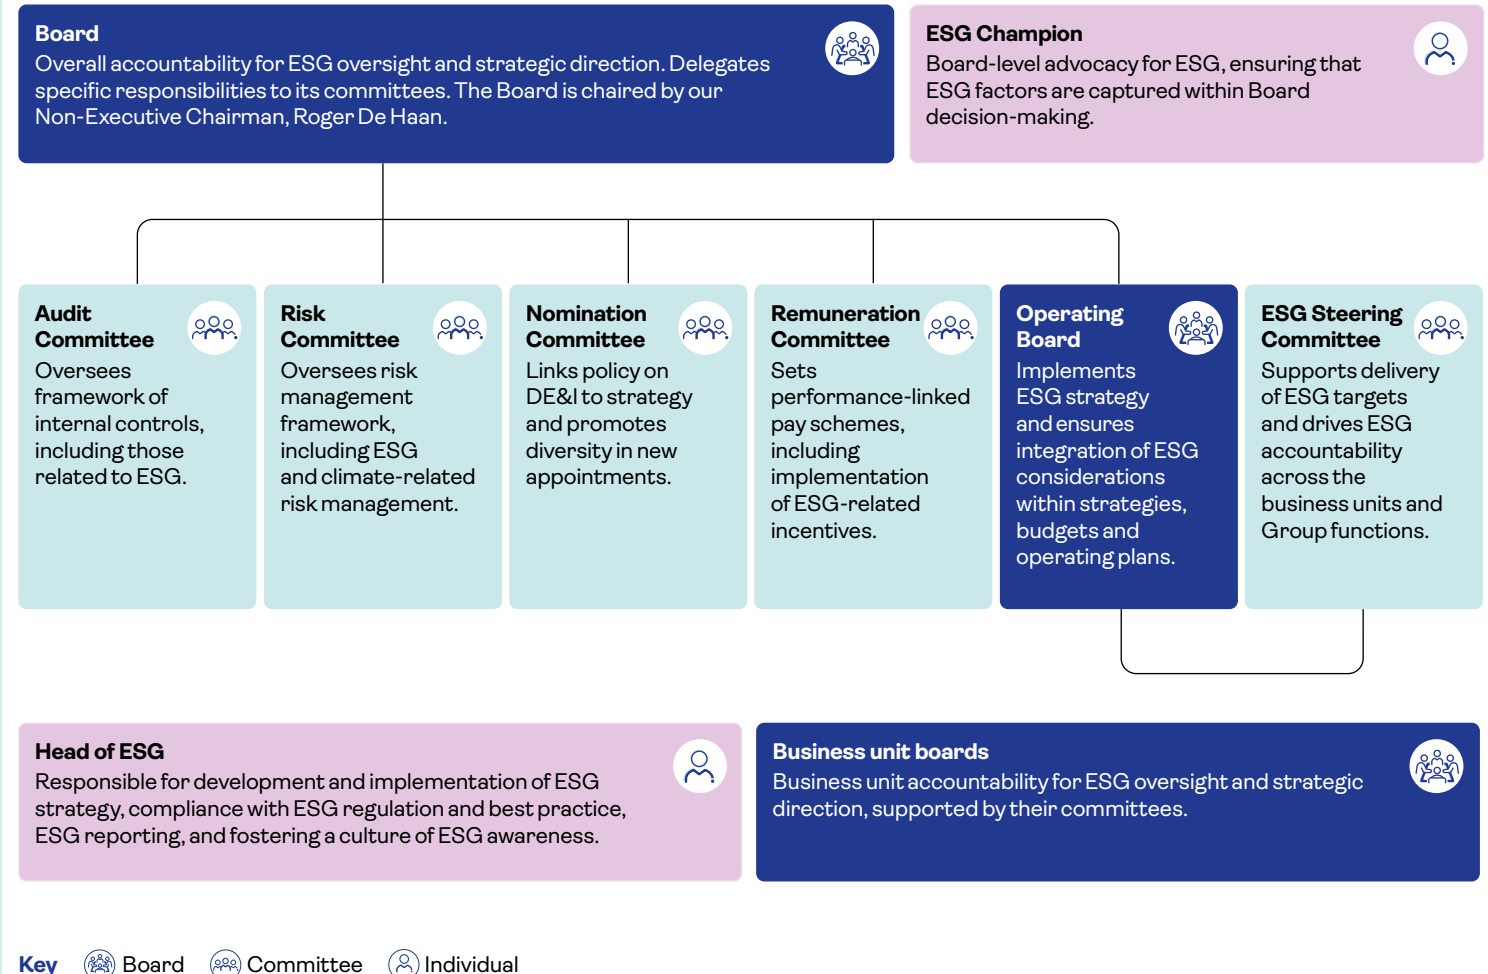 Board
Overall accountability for ESG oversight and strategic direction. Delegates
specific responsibilities to its committees. The Board is chaired by our
Non-Executive Chairman, Roger De Haan.
ESG Champion
Board-level advocacy for ESG, ensuring that
ESG factors are captured within Board
decision-making.
Audit
Committee
Oversees
framework of
internal controls,
including those
related to ESG.
Risk
Committee
Oversees risk
management
framework,
including ESG
and climate-related
risk management.
Nomination
Committee
Links policy on
DE&I to strategy
and promotes
diversity in new
appointments.
Remuneration
Committee
Sets
performance-linked
pay schemes,
including
implementation
of ESG-related
incentives.
Operating
Board
Implements
ESG strategy
and ensures
integration of ESG
considerations
within strategies,
budgets and
operating plans.
ESG Steering
Committee
Supports delivery
of ESG targets
and drives ESG
accountability
across the
business units and
Group functions.
Head of ESG
Responsible for development and implementation of ESG
strategy, compliance with ESG regulation and best practice,
ESG reporting, and fostering a culture of ESG awareness.
Business unit boards
Business unit accountability for ESG oversight and strategic
direction, supported by their committees.
Key Board Committee Individual